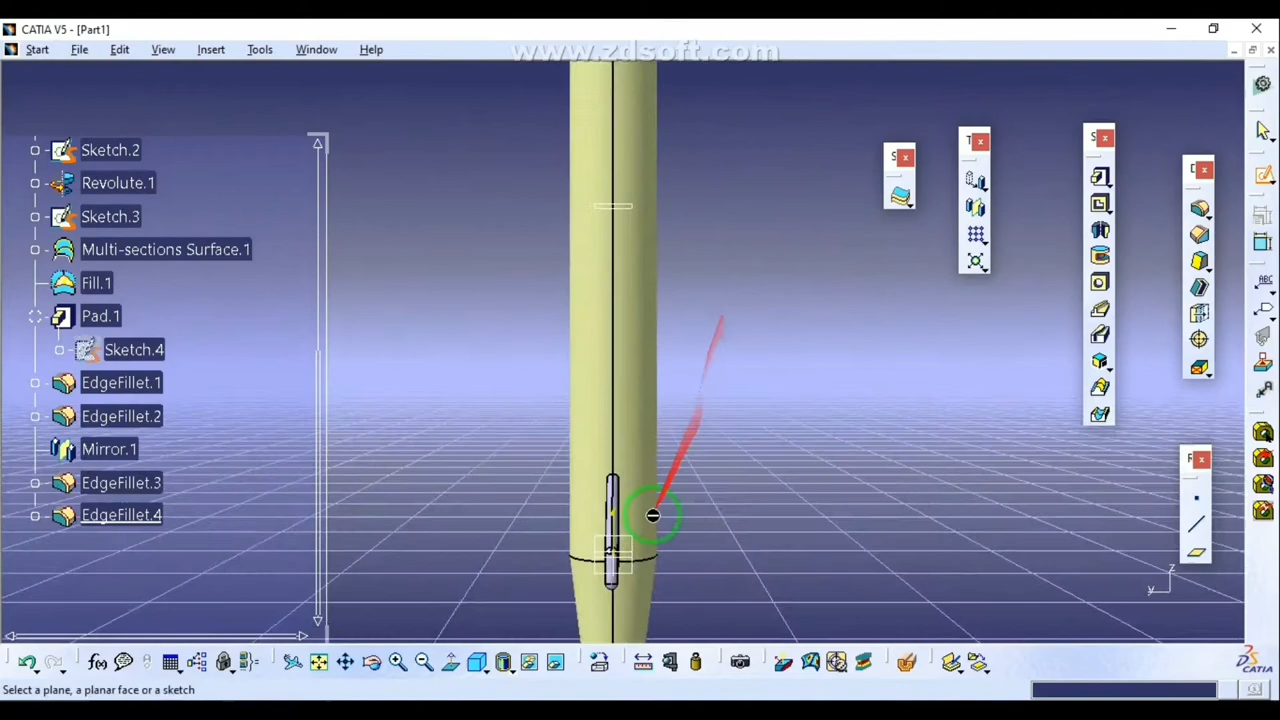 CATIA V5 - [Part1]
www.zdsoft.com
Start File Edit View Insert Tools Window Help
Sketch.2
Revolute.1
Sketch.3
Multi-sections Surface.1
Fill.1
Pad.1
Sketch.4
EdgeFillet.1
EdgeFillet.2
Mirror.1
EdgeFillet.3
EdgeFillet.4
S
T
S
D
ABC
F
z
y
f(x)
CATIA
Select a plane, a planar face or a sketch